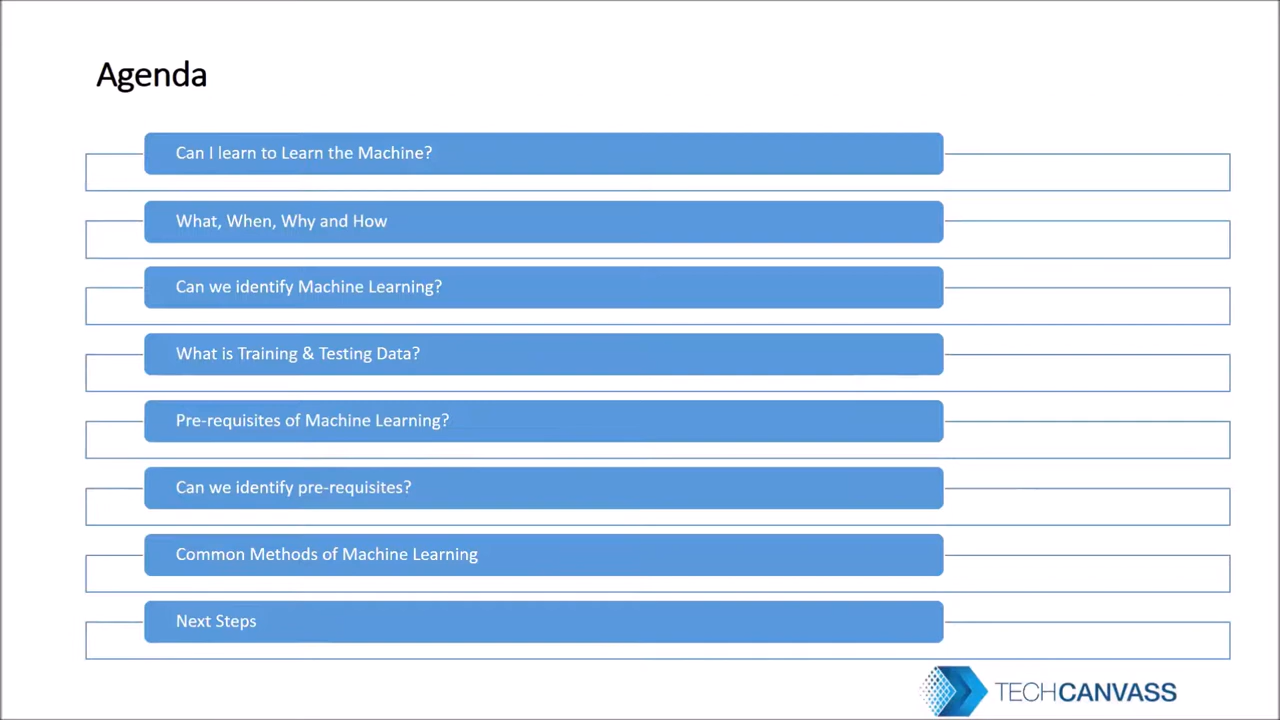 Agenda
Can I learn to Learn the Machine?
What, When, Why and How
Can we identify Machine Learning?
What is Training & Testing Data?
Pre-requisites of Machine Learning?
Can we identify pre-requisites?
Common Methods of Machine Learning
Next Steps
TECHCANVASS